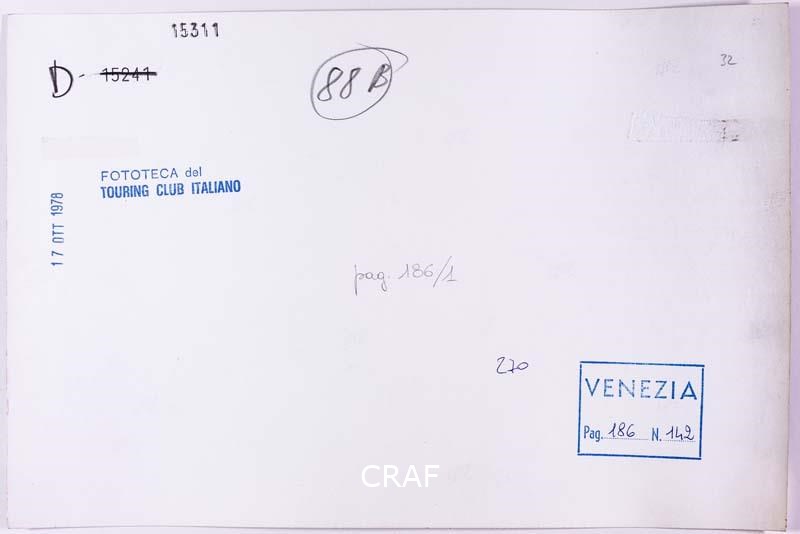 15311
D - 15241
88 B
32
FOTOTECA del
TOURING CLUB ITALIANO
17 OTT 1978
pag. 186/1
270
VENEZIA
Pag. 186 N. 142
CRAF